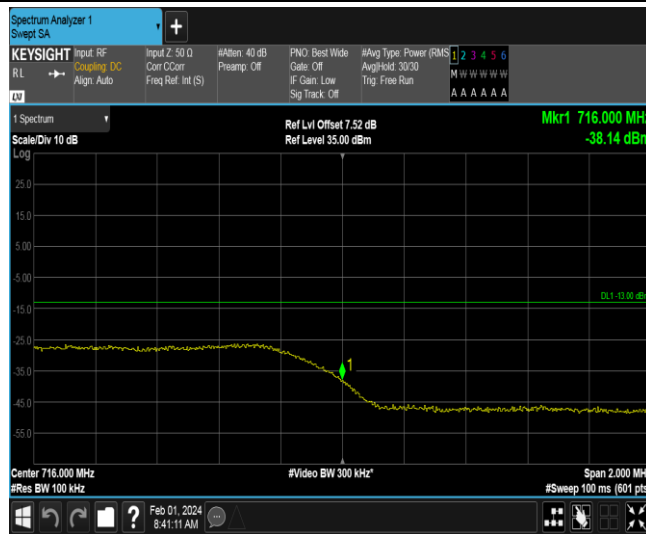 Spectrum Analyzer 1
Swept SA
+
KEYSIGHT
RL
LXI
Input: RF
Coupling: DC
Align: Auto
Input Z: 50 Ω
Corr CCorr
Freq Ref: Int (S)
#Atten: 40 dB
Preamp: Off
PNO: Best Wide
Gate: Off
IF Gain: Low
Sig Track: Off
#Avg Type: Power (RMS
Avg|Hold: 30/30
Trig: Free Run
1 2 3 4 5 6
M W W W W W
A A A A A A
1 Spectrum
Scale/Div 10 dB
Log
Ref Lvl Offset 7.52 dB
Ref Level 35.00 dBm
Mkr1 716.000 MHz
-38.14 dBm
25.0
15.0
5.00
-5.00
DL1 -13.00 dBm
-15.0
-25.0
1
-35.0
-45.0
-55.0
Center 716.000 MHz
#Res BW 100 kHz
#Video BW 300 kHz*
Span 2.000 MHz
#Sweep 100 ms (601 pts
?
Feb 01, 2024
8:41:11 AM